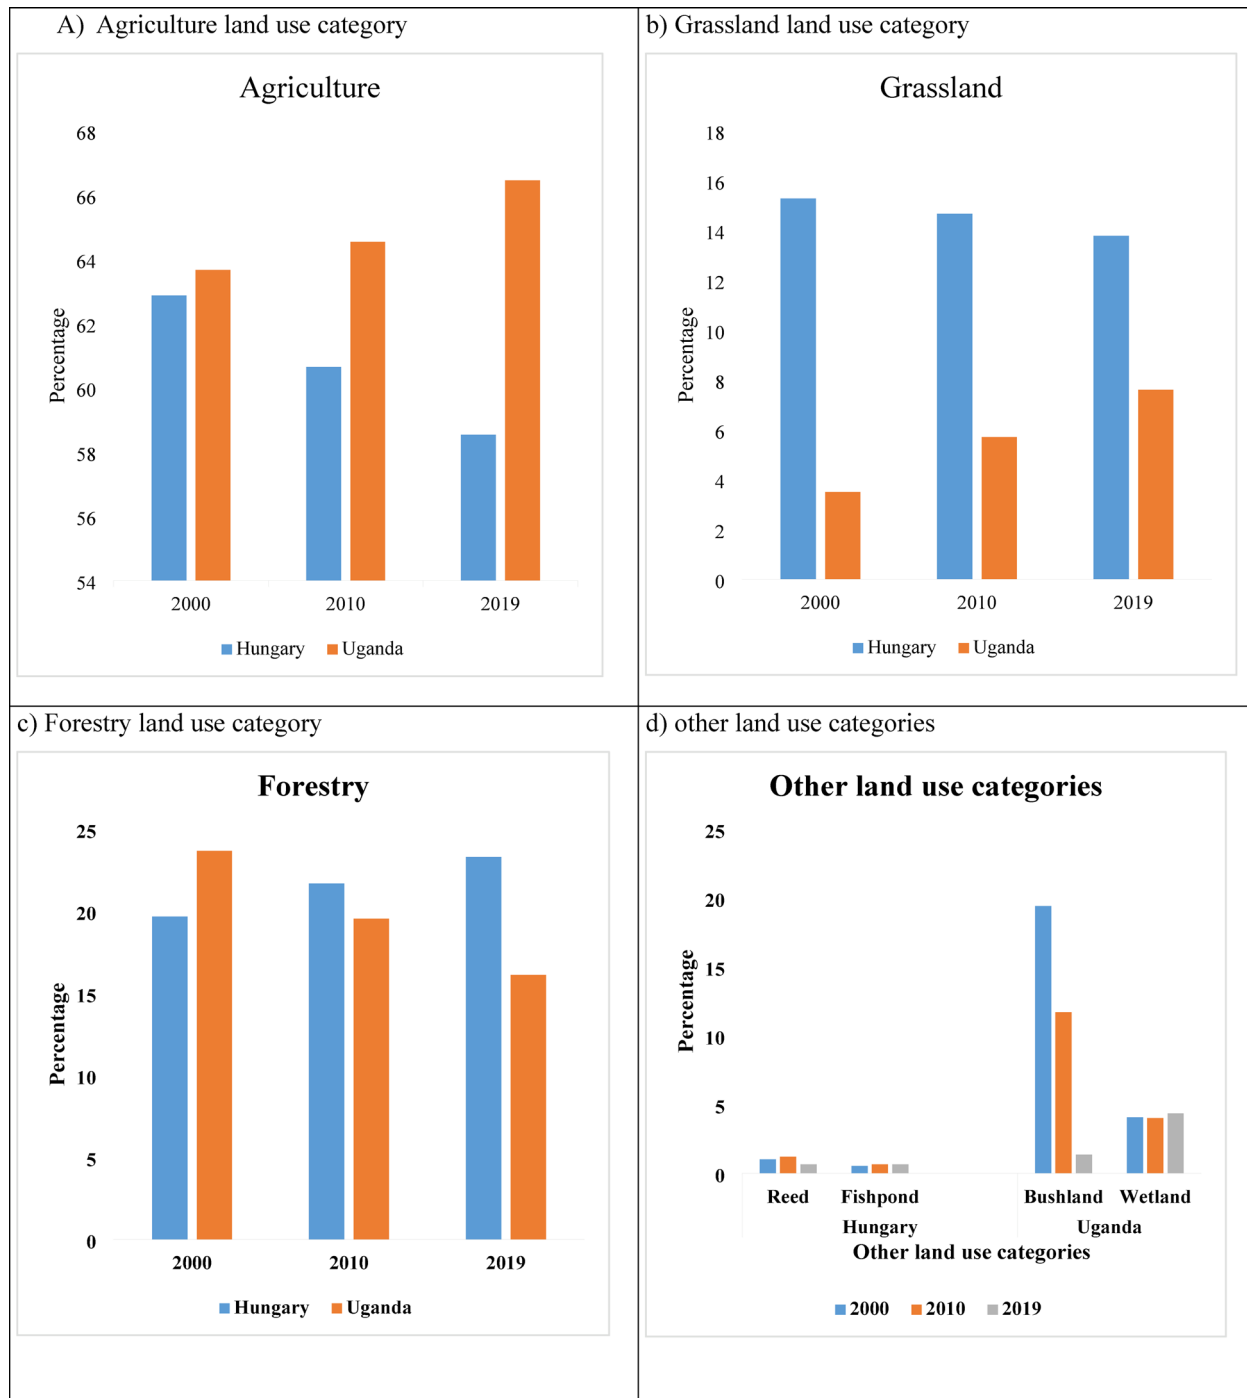 A) Agriculture land use category
Agriculture
68
66
64
62
60
58
56
54
Percentage
2000 2010 2019
Hungary Uganda
b) Grassland land use category
Grassland
18
16
14
12
10
8
6
4
2
0
Percentage
2000 2010 2019
Hungary Uganda
c) Forestry land use category
Forestry
25
20
15
10
5
0
Percentage
2000 2010 2019
Hungary Uganda
d) other land use categories
Other land use categories
25
20
15
10
5
0
Percentage
Reed Fishpond Bushland Wetland
Hungary Uganda
Other land use categories
2000 2010 2019